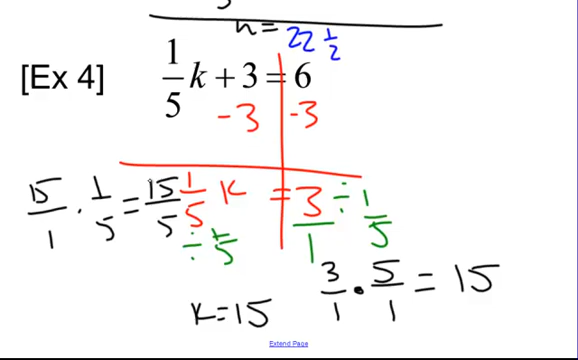 n = 22 1/2
[Ex 4] 1/5 k + 3 = 6
-3 -3
15/1 · 1/5 = 15/5 1/5 k = 3/1 ÷ 1/5
÷ 1/5
3/1 · 5/1 = 15
k = 15
Extend Page